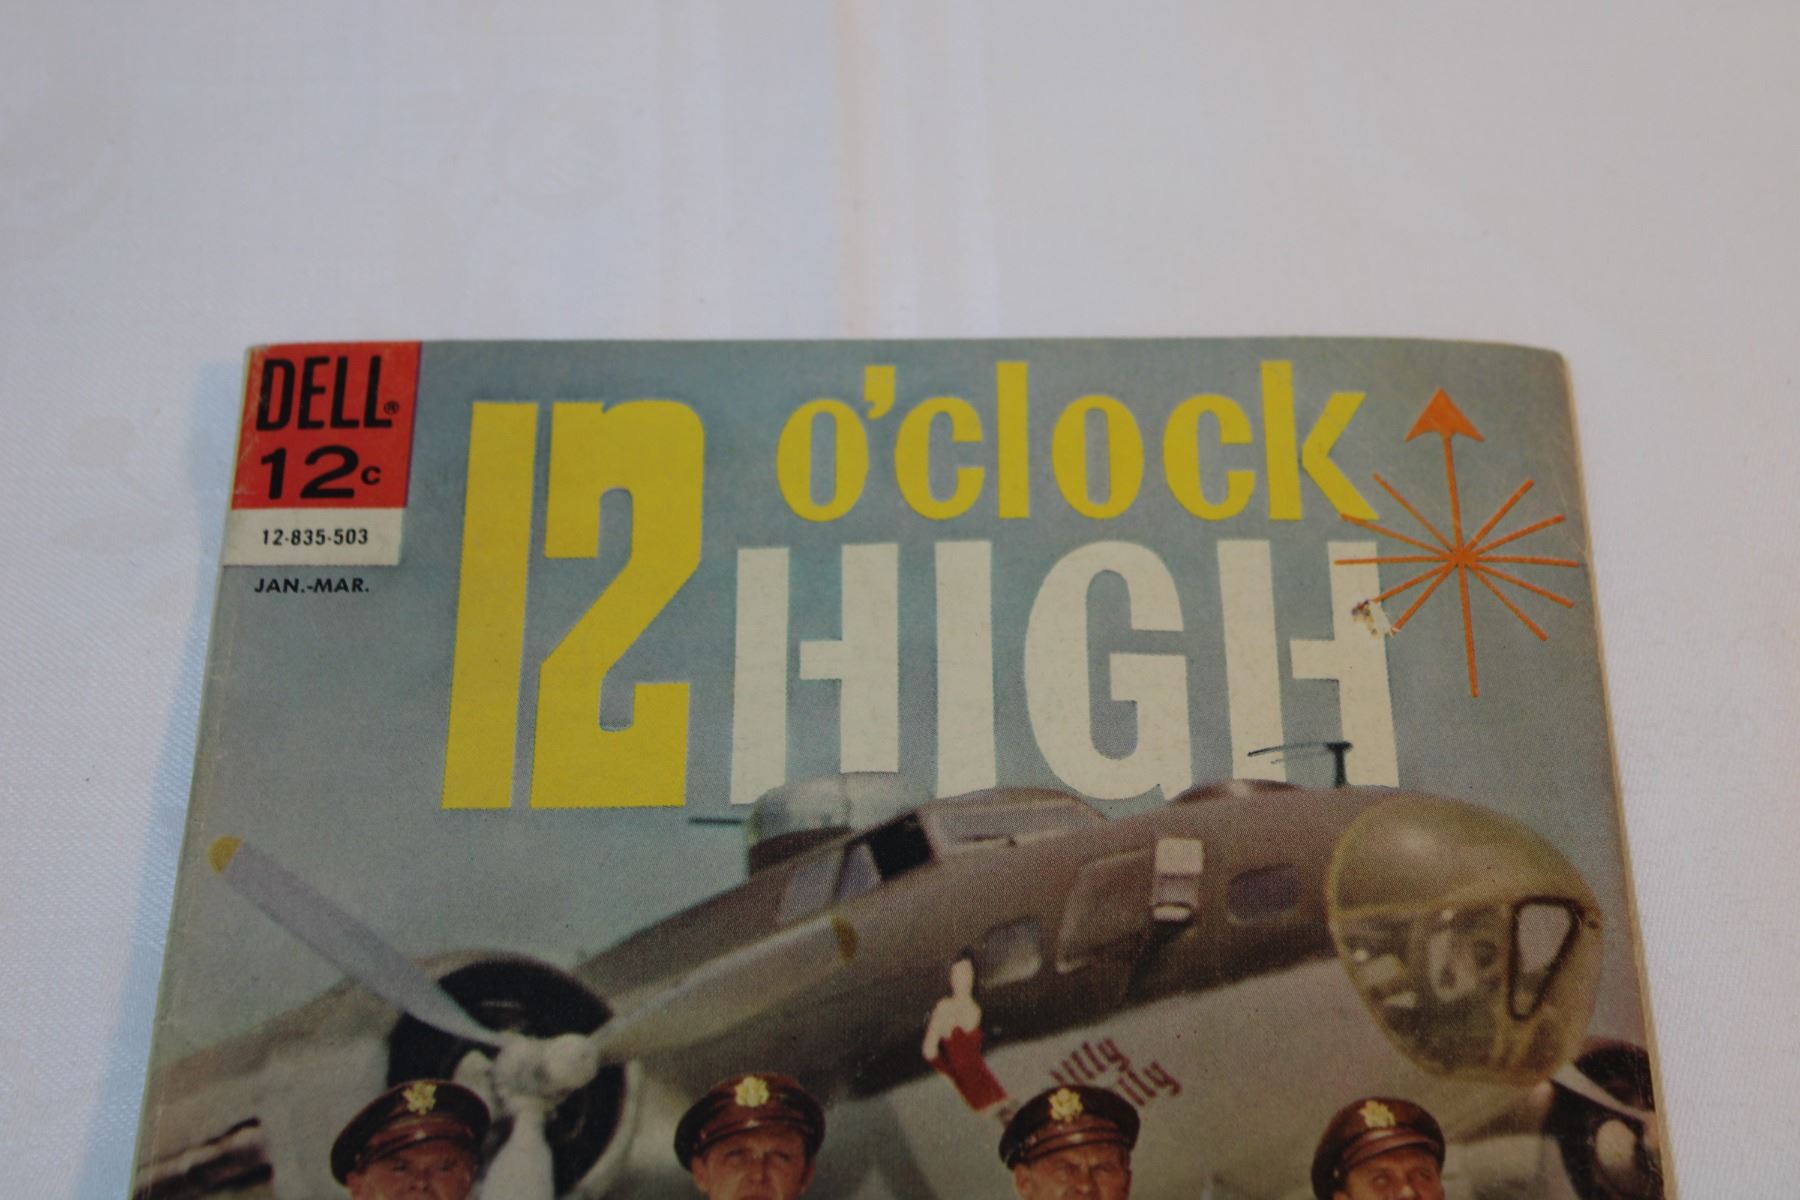 DELL®
12c
12-835-503
JAN.-MAR.
12 o'clock
HIGH